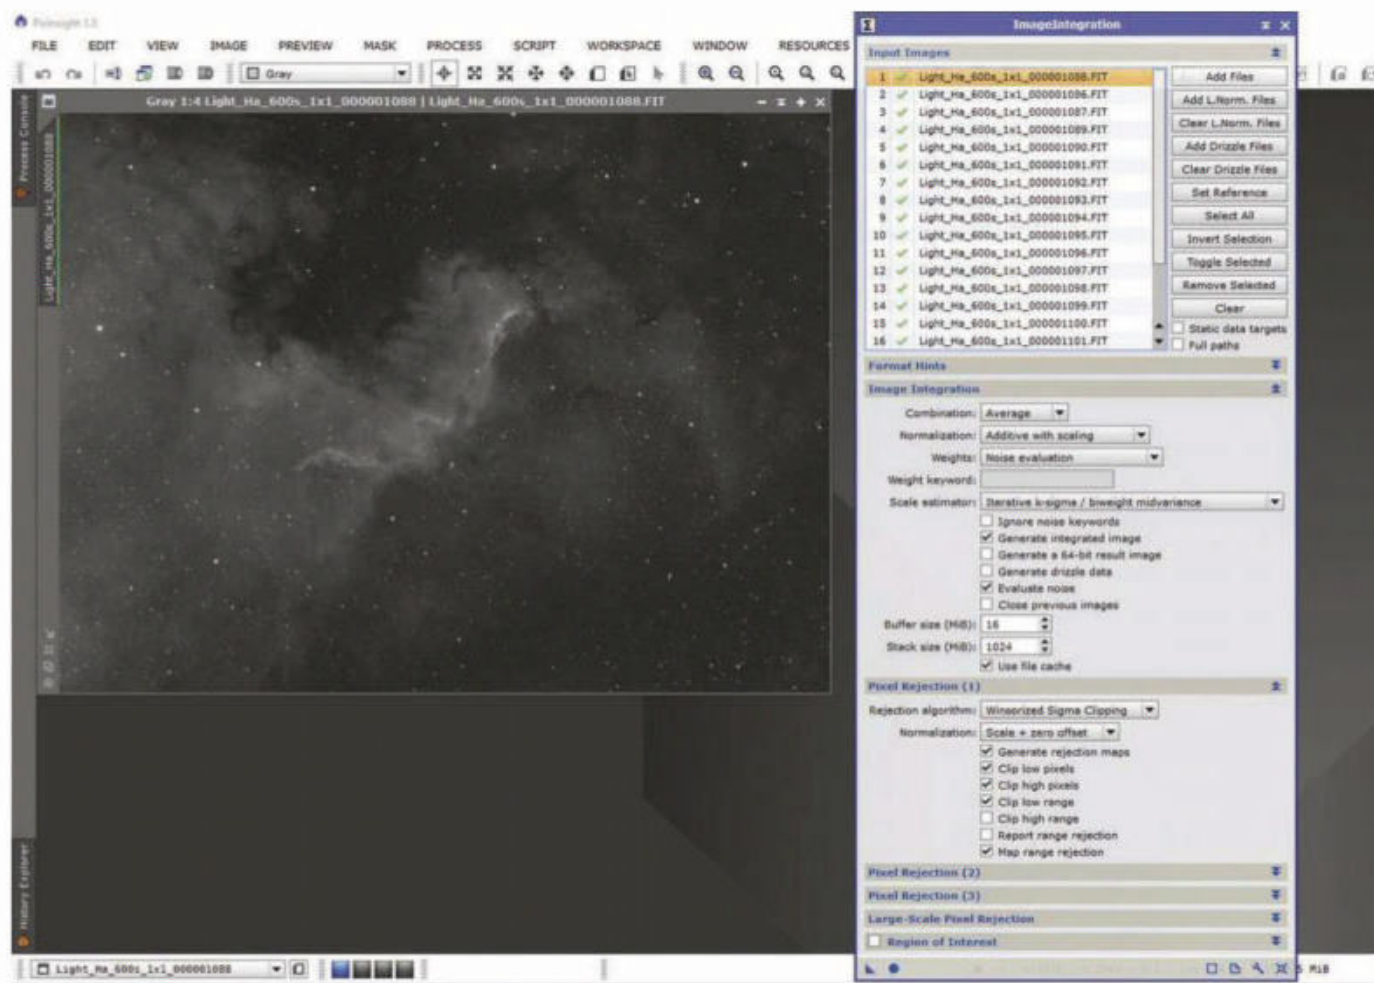 PixInsight 1.8
FILE EDIT VIEW IMAGE PREVIEW MASK PROCESS SCRIPT WORKSPACE WINDOW RESOURCES
Gray
Process Console
Gray 1:4 Light_Ha_600s_1x1_000001088 | Light_Ha_600s_1x1_000001088.FIT
Light_Ha_600s_1x1_000001088
History Explorer
Light_Ha_600s_1x1_000001088
ImageIntegration
Input Images
1 Light_Ha_600s_1x1_000001088.FIT
2 Light_Ha_600s_1x1_000001086.FIT
3 Light_Ha_600s_1x1_000001087.FIT
4 Light_Ha_600s_1x1_000001089.FIT
5 Light_Ha_600s_1x1_000001090.FIT
6 Light_Ha_600s_1x1_000001091.FIT
7 Light_Ha_600s_1x1_000001092.FIT
8 Light_Ha_600s_1x1_000001093.FIT
9 Light_Ha_600s_1x1_000001094.FIT
10 Light_Ha_600s_1x1_000001095.FIT
11 Light_Ha_600s_1x1_000001096.FIT
12 Light_Ha_600s_1x1_000001097.FIT
13 Light_Ha_600s_1x1_000001098.FIT
14 Light_Ha_600s_1x1_000001099.FIT
15 Light_Ha_600s_1x1_000001100.FIT
16 Light_Ha_600s_1x1_000001101.FIT
Add Files
Add L.Norm. Files
Clear L.Norm. Files
Add Drizzle Files
Clear Drizzle Files
Set Reference
Select All
Invert Selection
Toggle Selected
Remove Selected
Clear
Static data targets
Full paths
Format Hints
Image Integration
Combination: Average
Normalization: Additive with scaling
Weights: Noise evaluation
Weight keyword:
Scale estimator: Iterative k-sigma / biweight midvariance
Ignore noise keywords
Generate integrated image
Generate a 64-bit result image
Generate drizzle data
Evaluate noise
Close previous images
Buffer size (MiB): 16
Stack size (MiB): 1024
Use file cache
Pixel Rejection (1)
Rejection algorithm: Winsorized Sigma Clipping
Normalization: Scale + zero offset
Generate rejection maps
Clip low pixels
Clip high pixels
Clip low range
Clip high range
Report range rejection
Map range rejection
Pixel Rejection (2)
Pixel Rejection (3)
Large-Scale Pixel Rejection
Region of Interest
5 MiB